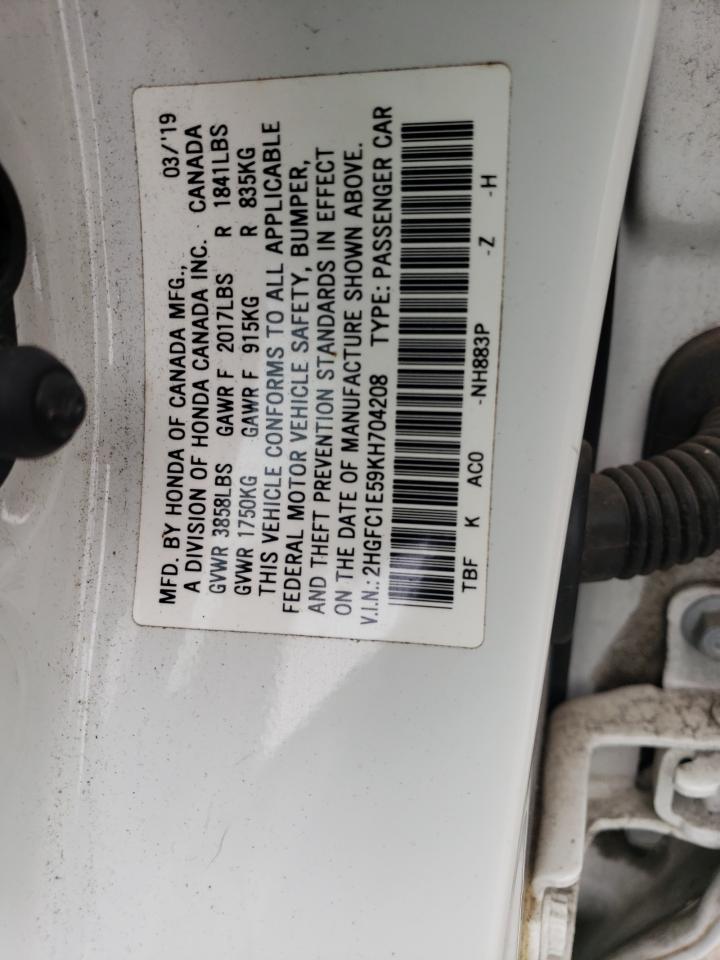 MFD. BY HONDA OF CANADA MFG., 03/'19
A DIVISION OF HONDA CANADA INC. CANADA
GVWR 3858LBS GAWR F 2017LBS R 1841LBS
GVWR 1750KG GAWR F 915KG R 835KG
THIS VEHICLE CONFORMS TO ALL APPLICABLE
FEDERAL MOTOR VEHICLE SAFETY, BUMPER,
AND THEFT PREVENTION STANDARDS IN EFFECT
ON THE DATE OF MANUFACTURE SHOWN ABOVE.
V.I.N.: 2HGFC1E59KH704208 TYPE: PASSENGER CAR
TBF K AC0 -NH883P -Z -H